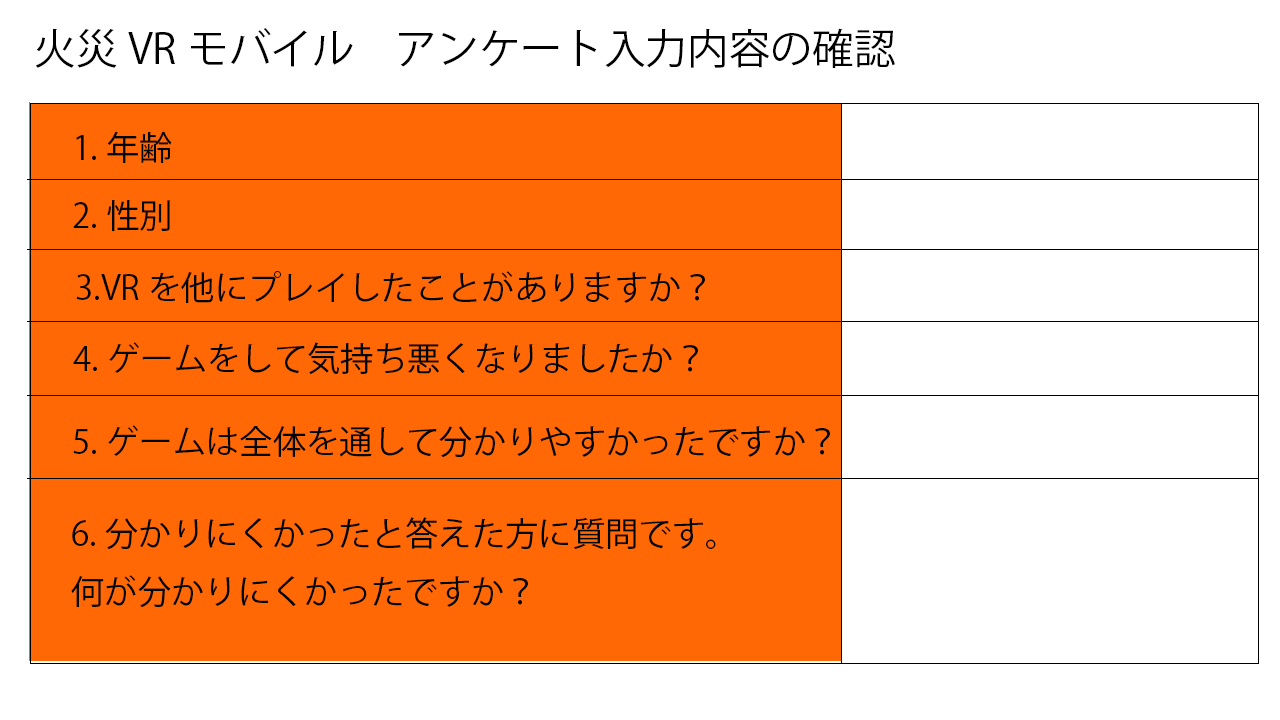 火災 VR モバイル　アンケート入力内容の確認
1. 年齢
2. 性別
3.VR を他にプレイしたことがありますか？
4. ゲームをして気持ち悪くなりましたか？
5. ゲームは全体を通して分かりやすかったですか？
6. 分かりにくかったと答えた方に質問です。
何が分かりにくかったですか？